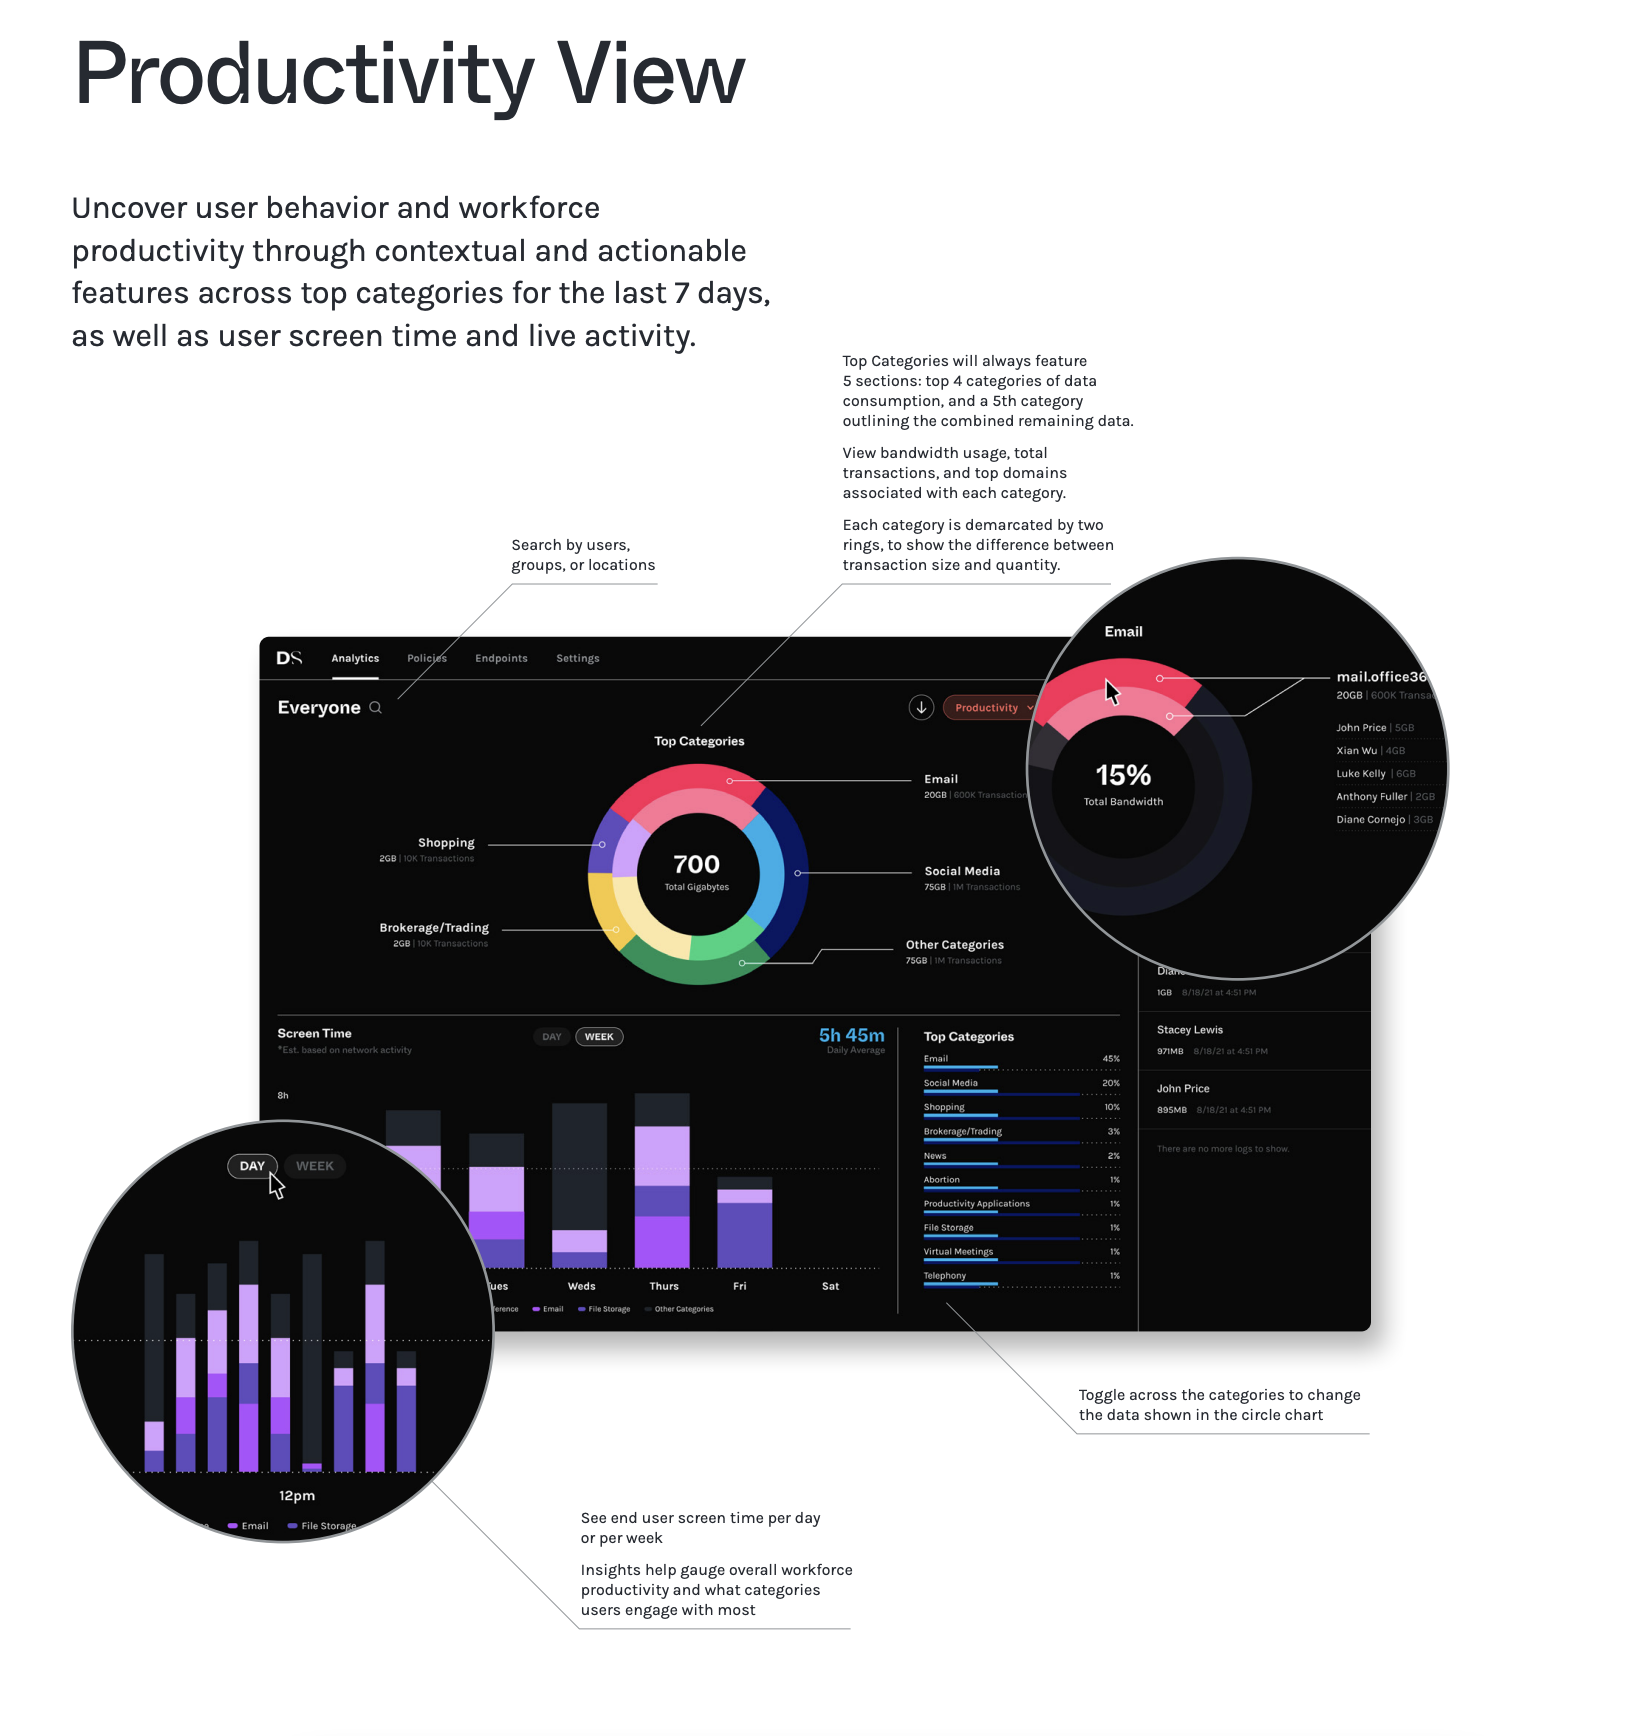 Productivity View
Uncover user behavior and workforce
productivity through contextual and actionable
features across top categories for the last 7 days,
as well as user screen time and live activity.
Top Categories will always feature
5 sections: top 4 categories of data
consumption, and a 5th category
outlining the combined remaining data.
View bandwidth usage, total
transactions, and top domains
associated with each category.
Each category is demarcated by two
rings, to show the difference between
transaction size and quantity.
Search by users,
groups, or locations
DS Analytics Policies Endpoints Settings
Everyone
Productivity
Top Categories
Email
20GB | 600K Transaction
Shopping
2GB | 10K Transactions
700
Total Gigabytes
Social Media
75GB | 1M Transactions
Brokerage/Trading
2GB | 10K Transactions
Other Categories
75GB | 1M Transactions
Email
mail.office36
20GB | 600K
15%
Total Bandwidth
John Price | 5GB
Xian Wu | 4GB
Luke Kelly | 6GB
Anthony Fuller | 2GB
Diane Cornejo | 3GB
1GB 8/18/21 at 4:51 PM
Stacey Lewis
971MB 8/18/21 at 4:51 PM
John Price
895MB 8/18/21 at 4:51 PM
There are no more logs to show.
Screen Time
*Est. based on network activity
DAY WEEK
5h 45m
Daily Average
8h
Weds Thurs Fri Sat
Email File Storage Other Categories
Top Categories
Email 45%
Social Media 20%
Shopping 10%
Brokerage/Trading 3%
News 2%
Abortion 1%
Productivity Applications 1%
File Storage 1%
Virtual Meetings 1%
Telephony 1%
DAY WEEK
12pm
Email File Storage
Toggle across the categories to change
the data shown in the circle chart
See end user screen time per day
or per week
Insights help gauge overall workforce
productivity and what categories
users engage with most